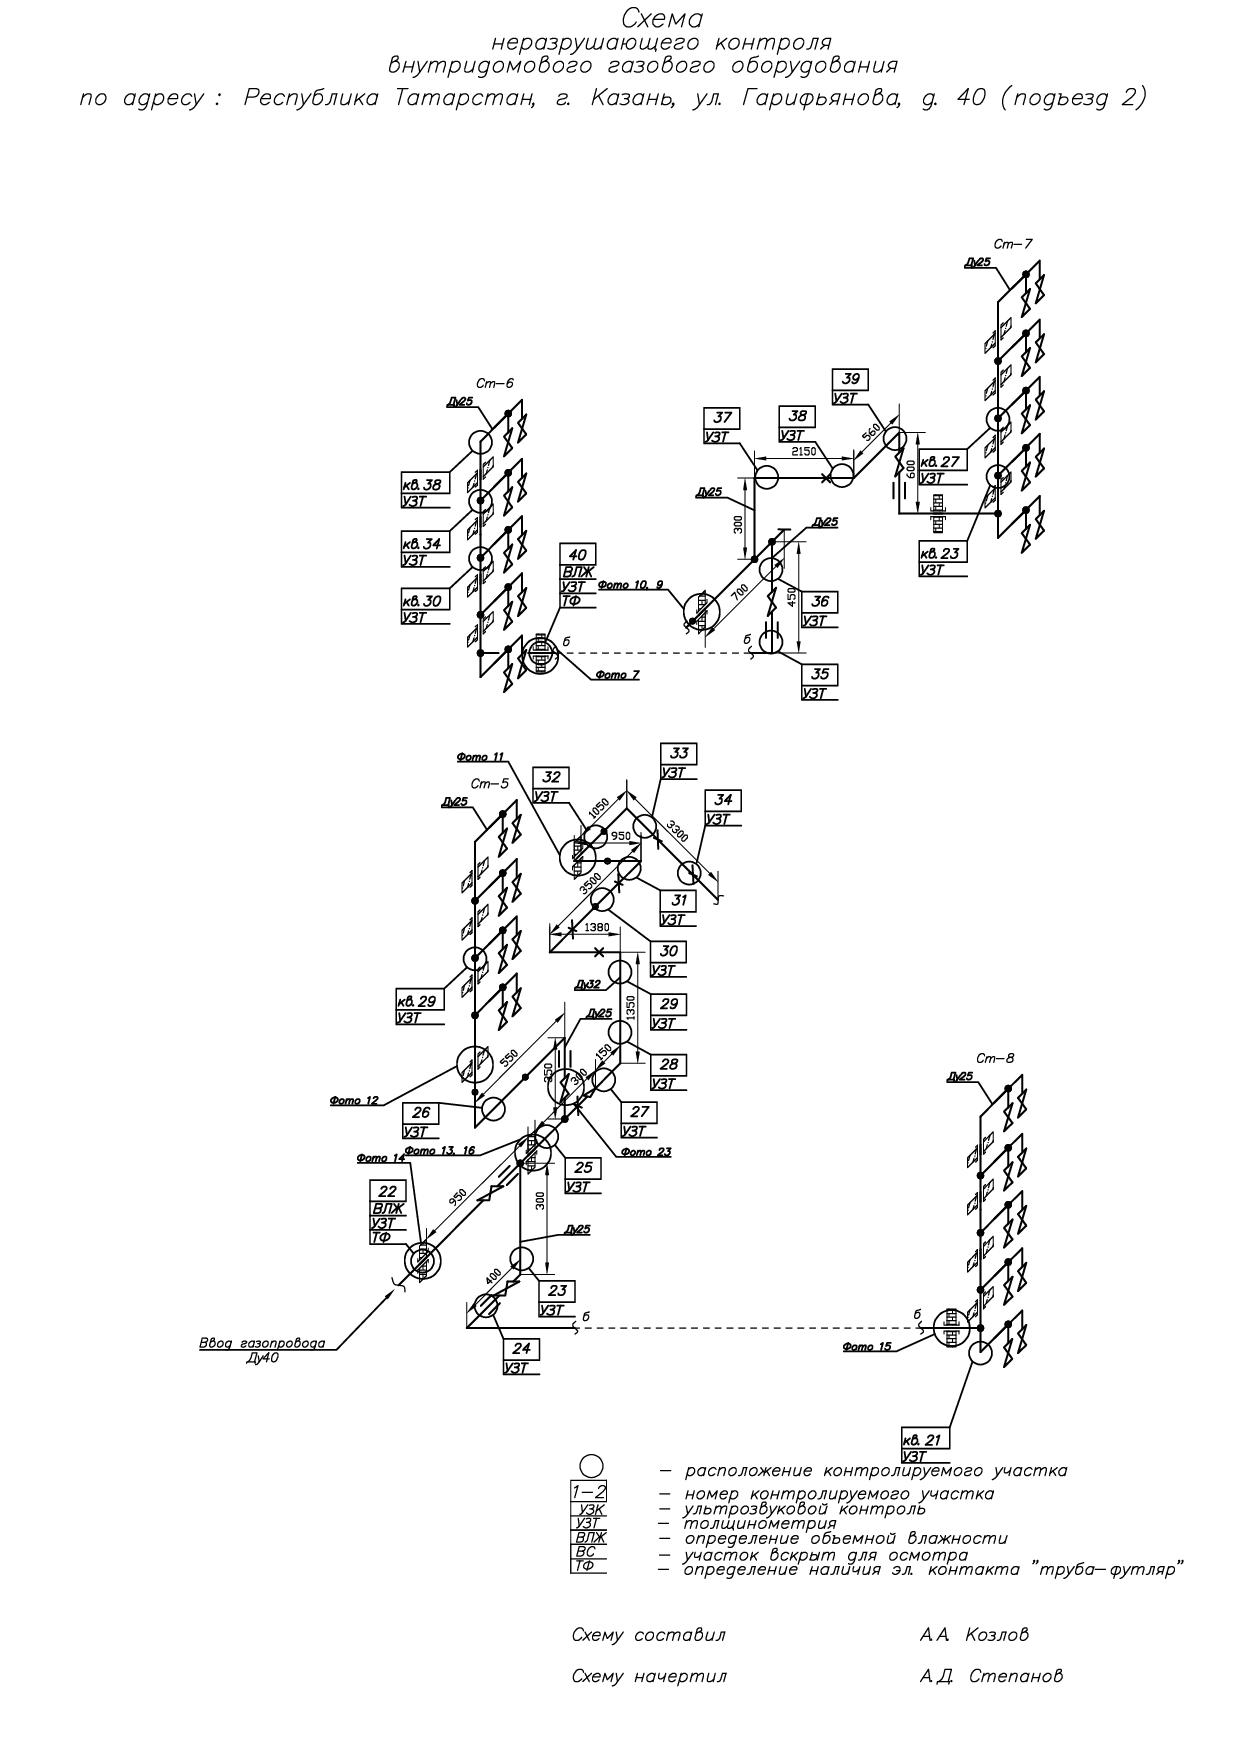 Схема
неразрушающего контроля
внутридомового газового оборудования
по адресу : Республика Татарстан, г. Казань, ул. Гарифьянова, д. 40 (подъезд 2)
Ст-7
Ду25
Ст-6
Ду25
39
УЗТ
37
УЗТ
38
УЗТ
560
2150
600
кв.27
УЗТ
кв.38
УЗТ
Ду25
300
Ду25
кв.34
УЗТ
40
ВЛЖ
УЗТ
ТФ
Фото 10, 9
кв.23
УЗТ
кв.30
УЗТ
700
450
36
УЗТ
б
б
Фото 7
35
УЗТ
Фото 11
Ст-5
Ду25
32
УЗТ
33
УЗТ
34
УЗТ
1050
3300
950
3500
31
УЗТ
1380
30
УЗТ
Ду32
кв.29
УЗТ
29
УЗТ
1350
Ду25
550
350
300
150
28
УЗТ
Ст-8
Ду25
Фото 12
26
УЗТ
27
УЗТ
Фото 13, 16
Фото 14
Фото 23
25
УЗТ
22
ВЛЖ
УЗТ
ТФ
950
300
Ду25
400
23
УЗТ
б
б
24
УЗТ
Фото 15
Ввод газопровода
Ду40
кв.21
УЗТ
– расположение контролируемого участка
1-2 – номер контролируемого участка
УЗК – ультрозвуковой контроль
УЗТ – толщинометрия
ВЛЖ – определение объемной влажности
ВС – участок вскрыт для осмотра
ТФ – определение наличия эл. контакта "труба-футляр"
Схему составил А.А. Козлов
Схему начертил А.Д. Степанов